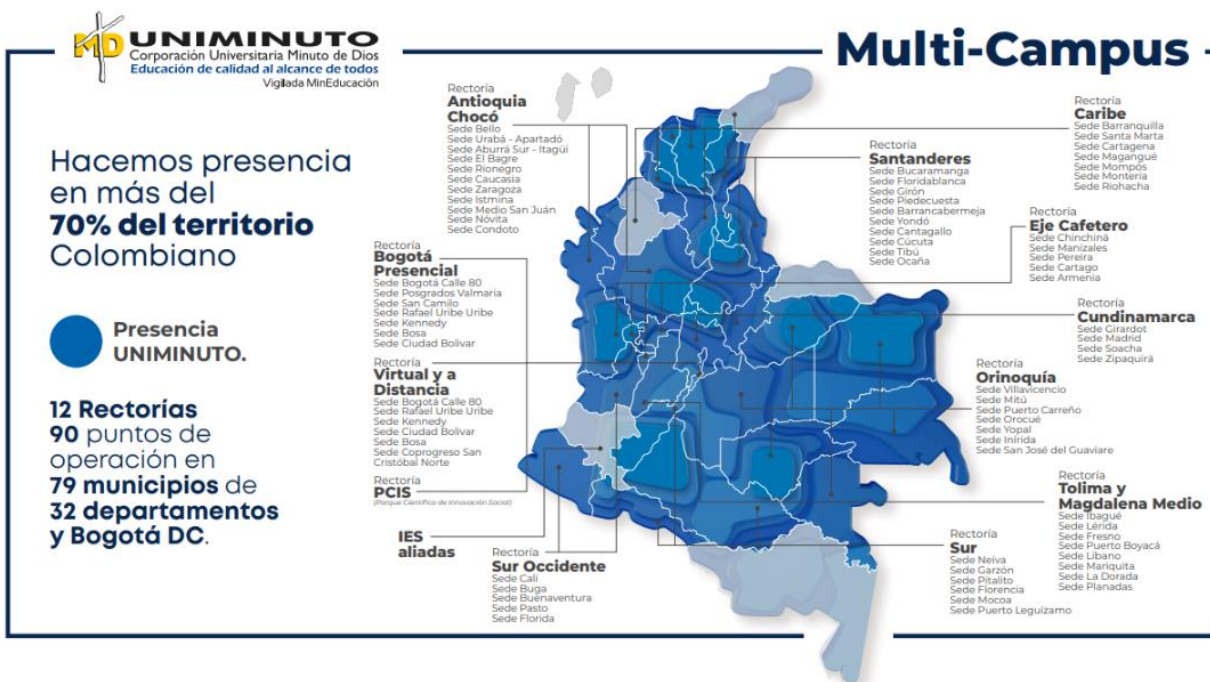 UNIMINUTO
Corporación Universitaria Minuto de Dios
Educación de calidad al alcance de todos
Vigilada MinEducación
Multi-Campus
Hacemos presencia
en más del
70% del territorio
Colombiano
Presencia
UNIMINUTO.
12 Rectorías
90 puntos de
operación en
79 municipios de
32 departamentos
y Bogotá DC.
Rectoría
Antioquia
Chocó
Sede Bello
Sede Urabá - Apartadó
Sede Aburrá Sur - Itagüí
Sede El Bagre
Sede Rionegro
Sede Caucasia
Sede Zaragoza
Sede Istmina
Sede Medio San Juán
Sede Nóvita
Sede Condoto
Rectoría
Bogotá
Presencial
Sede Bogotá Calle 80
Sede Posgrados Valmaría
Sede San Camilo
Sede Rafael Uribe Uribe
Sede Kennedy
Sede Bosa
Sede Ciudad Bolívar
Rectoría
Virtual y a
Distancia
Sede Bogotá Calle 80
Sede Rafael Uribe Uribe
Sede Kennedy
Sede Ciudad Bolívar
Sede Bosa
Sede Coprogreso San
Cristóbal Norte
Rectoría
PCIS
(Parque Científico de Innovación Social)
IES
aliadas
Rectoría
Sur Occidente
Sede Cali
Sede Buga
Sede Buenaventura
Sede Pasto
Sede Florida
Rectoría
Santanderes
Sede Bucaramanga
Sede Floridablanca
Sede Girón
Sede Piedecuesta
Sede Barrancabermeja
Sede Yondó
Sede Cantagallo
Sede Cúcuta
Sede Tibú
Sede Ocaña
Rectoría
Caribe
Sede Barranquilla
Sede Santa Marta
Sede Cartagena
Sede Magangué
Sede Mompós
Sede Montería
Sede Riohacha
Rectoría
Eje Cafetero
Sede Chinchiná
Sede Manizales
Sede Pereira
Sede Cartago
Sede Armenia
Rectoría
Cundinamarca
Sede Girardot
Sede Madrid
Sede Soacha
Sede Zipaquirá
Rectoría
Orinoquía
Sede Villavicencio
Sede Mitú
Sede Puerto Carreño
Sede Orocué
Sede Yopal
Sede Inírida
Sede San José del Guaviare
Rectoría
Tolima y
Magdalena Medio
Sede Ibagué
Sede Lérida
Sede Fresno
Sede Puerto Boyacá
Sede Líbano
Sede Mariquita
Sede La Dorada
Sede Planadas
Rectoría
Sur
Sede Neiva
Sede Garzón
Sede Pitalito
Sede Florencia
Sede Mocoa
Sede Puerto Leguízamo